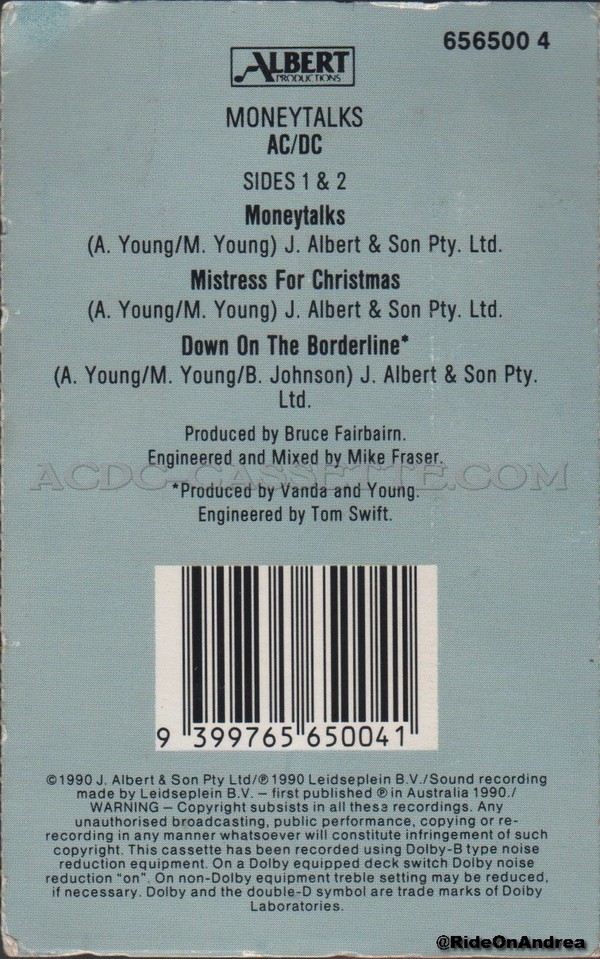 656500 4
ALBERT
PRODUCTIONS
MONEYTALKS
AC/DC
SIDES 1 & 2
Moneytalks
(A. Young/M. Young) J. Albert & Son Pty. Ltd.
Mistress For Christmas
(A. Young/M. Young) J. Albert & Son Pty. Ltd.
Down On The Borderline*
(A. Young/M. Young/B. Johnson) J. Albert & Son Pty.
Ltd.
Produced by Bruce Fairbairn.
Engineered and Mixed by Mike Fraser.
ACDC-CASSETTE.COM
*Produced by Vanda and Young.
Engineered by Tom Swift.
9 399765 650041
©1990 J. Albert & Son Pty Ltd/℗1990 Leidseplein B.V./Sound recording
made by Leidseplein B.V. – first published ℗ in Australia 1990./
WARNING – Copyright subsists in all these recordings. Any
unauthorised broadcasting, public performance, copying or re-
recording in any manner whatsoever will constitute infringement of such
copyright. This cassette has been recorded using Dolby-B type noise
reduction equipment. On a Dolby equipped deck switch Dolby noise
reduction "on". On non-Dolby equipment treble setting may be reduced,
if necessary. Dolby and the double-D symbol are trade marks of Dolby
Laboratories.
@RideOnAndrea